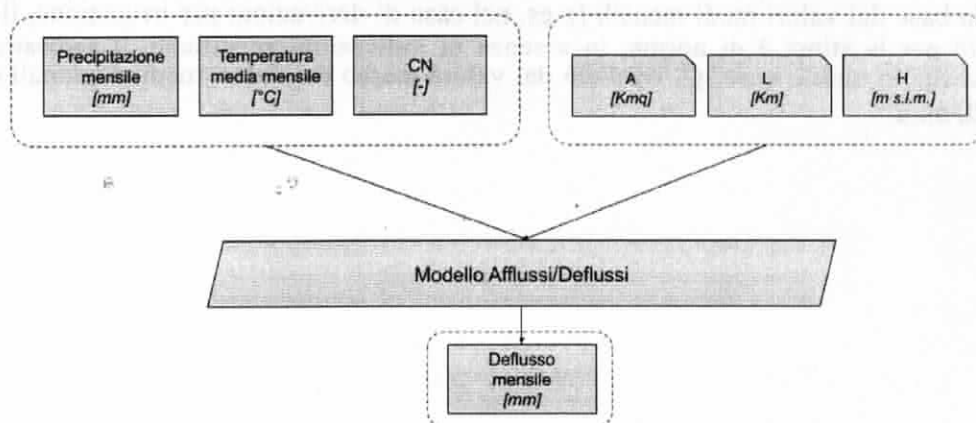 Precipitazione
mensile
[mm]
Temperatura
media mensile
[°C]
CN
[-]
A
[Kmq]
L
[Km]
H
[m s.l.m.]
Modello Afflussi/Deflussi
Deflusso
mensile
[mm]